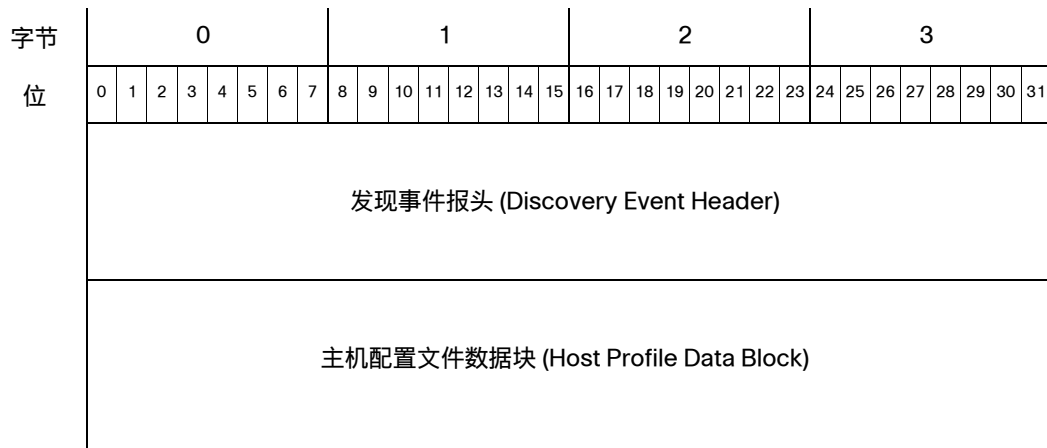 字节 0 1 2 3
位 0 1 2 3 4 5 6 7 8 9 10 11 12 13 14 15 16 17 18 19 20 21 22 23 24 25 26 27 28 29 30 31
发现事件报头 (Discovery Event Header)
主机配置文件数据块 (Host Profile Data Block)